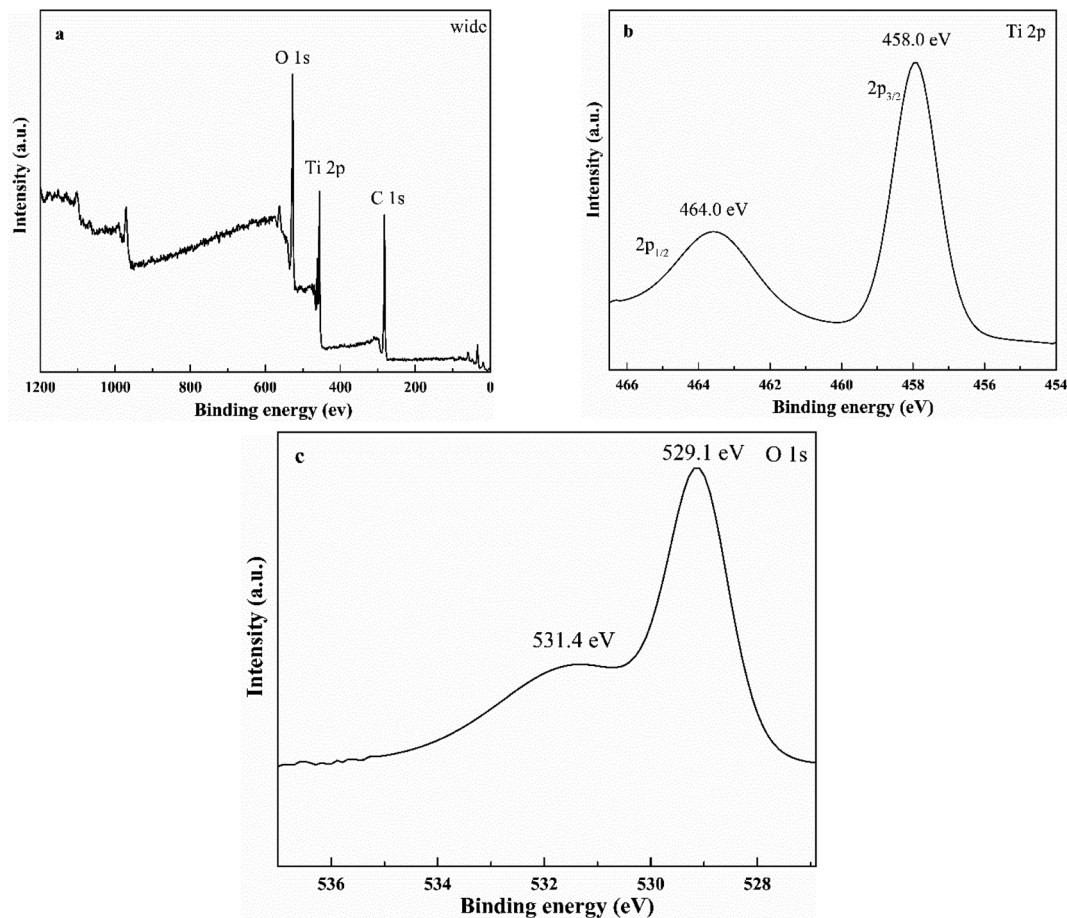 a
widc
O 1s
Ti 2p
C 1s
Intensity (a.u.)
1200 1000 800 600 400 200 0
Binding energy (ev)
b
458.0 eV
Ti 2p
2p3/2
464.0 eV
2p1/2
Intensity (a.u.)
466 464 462 460 458 456 454
Binding energy (eV)
c
529.1 eV
O 1s
531.4 eV
Intensity (a.u.)
536 534 532 530 528
Binding energy (eV)